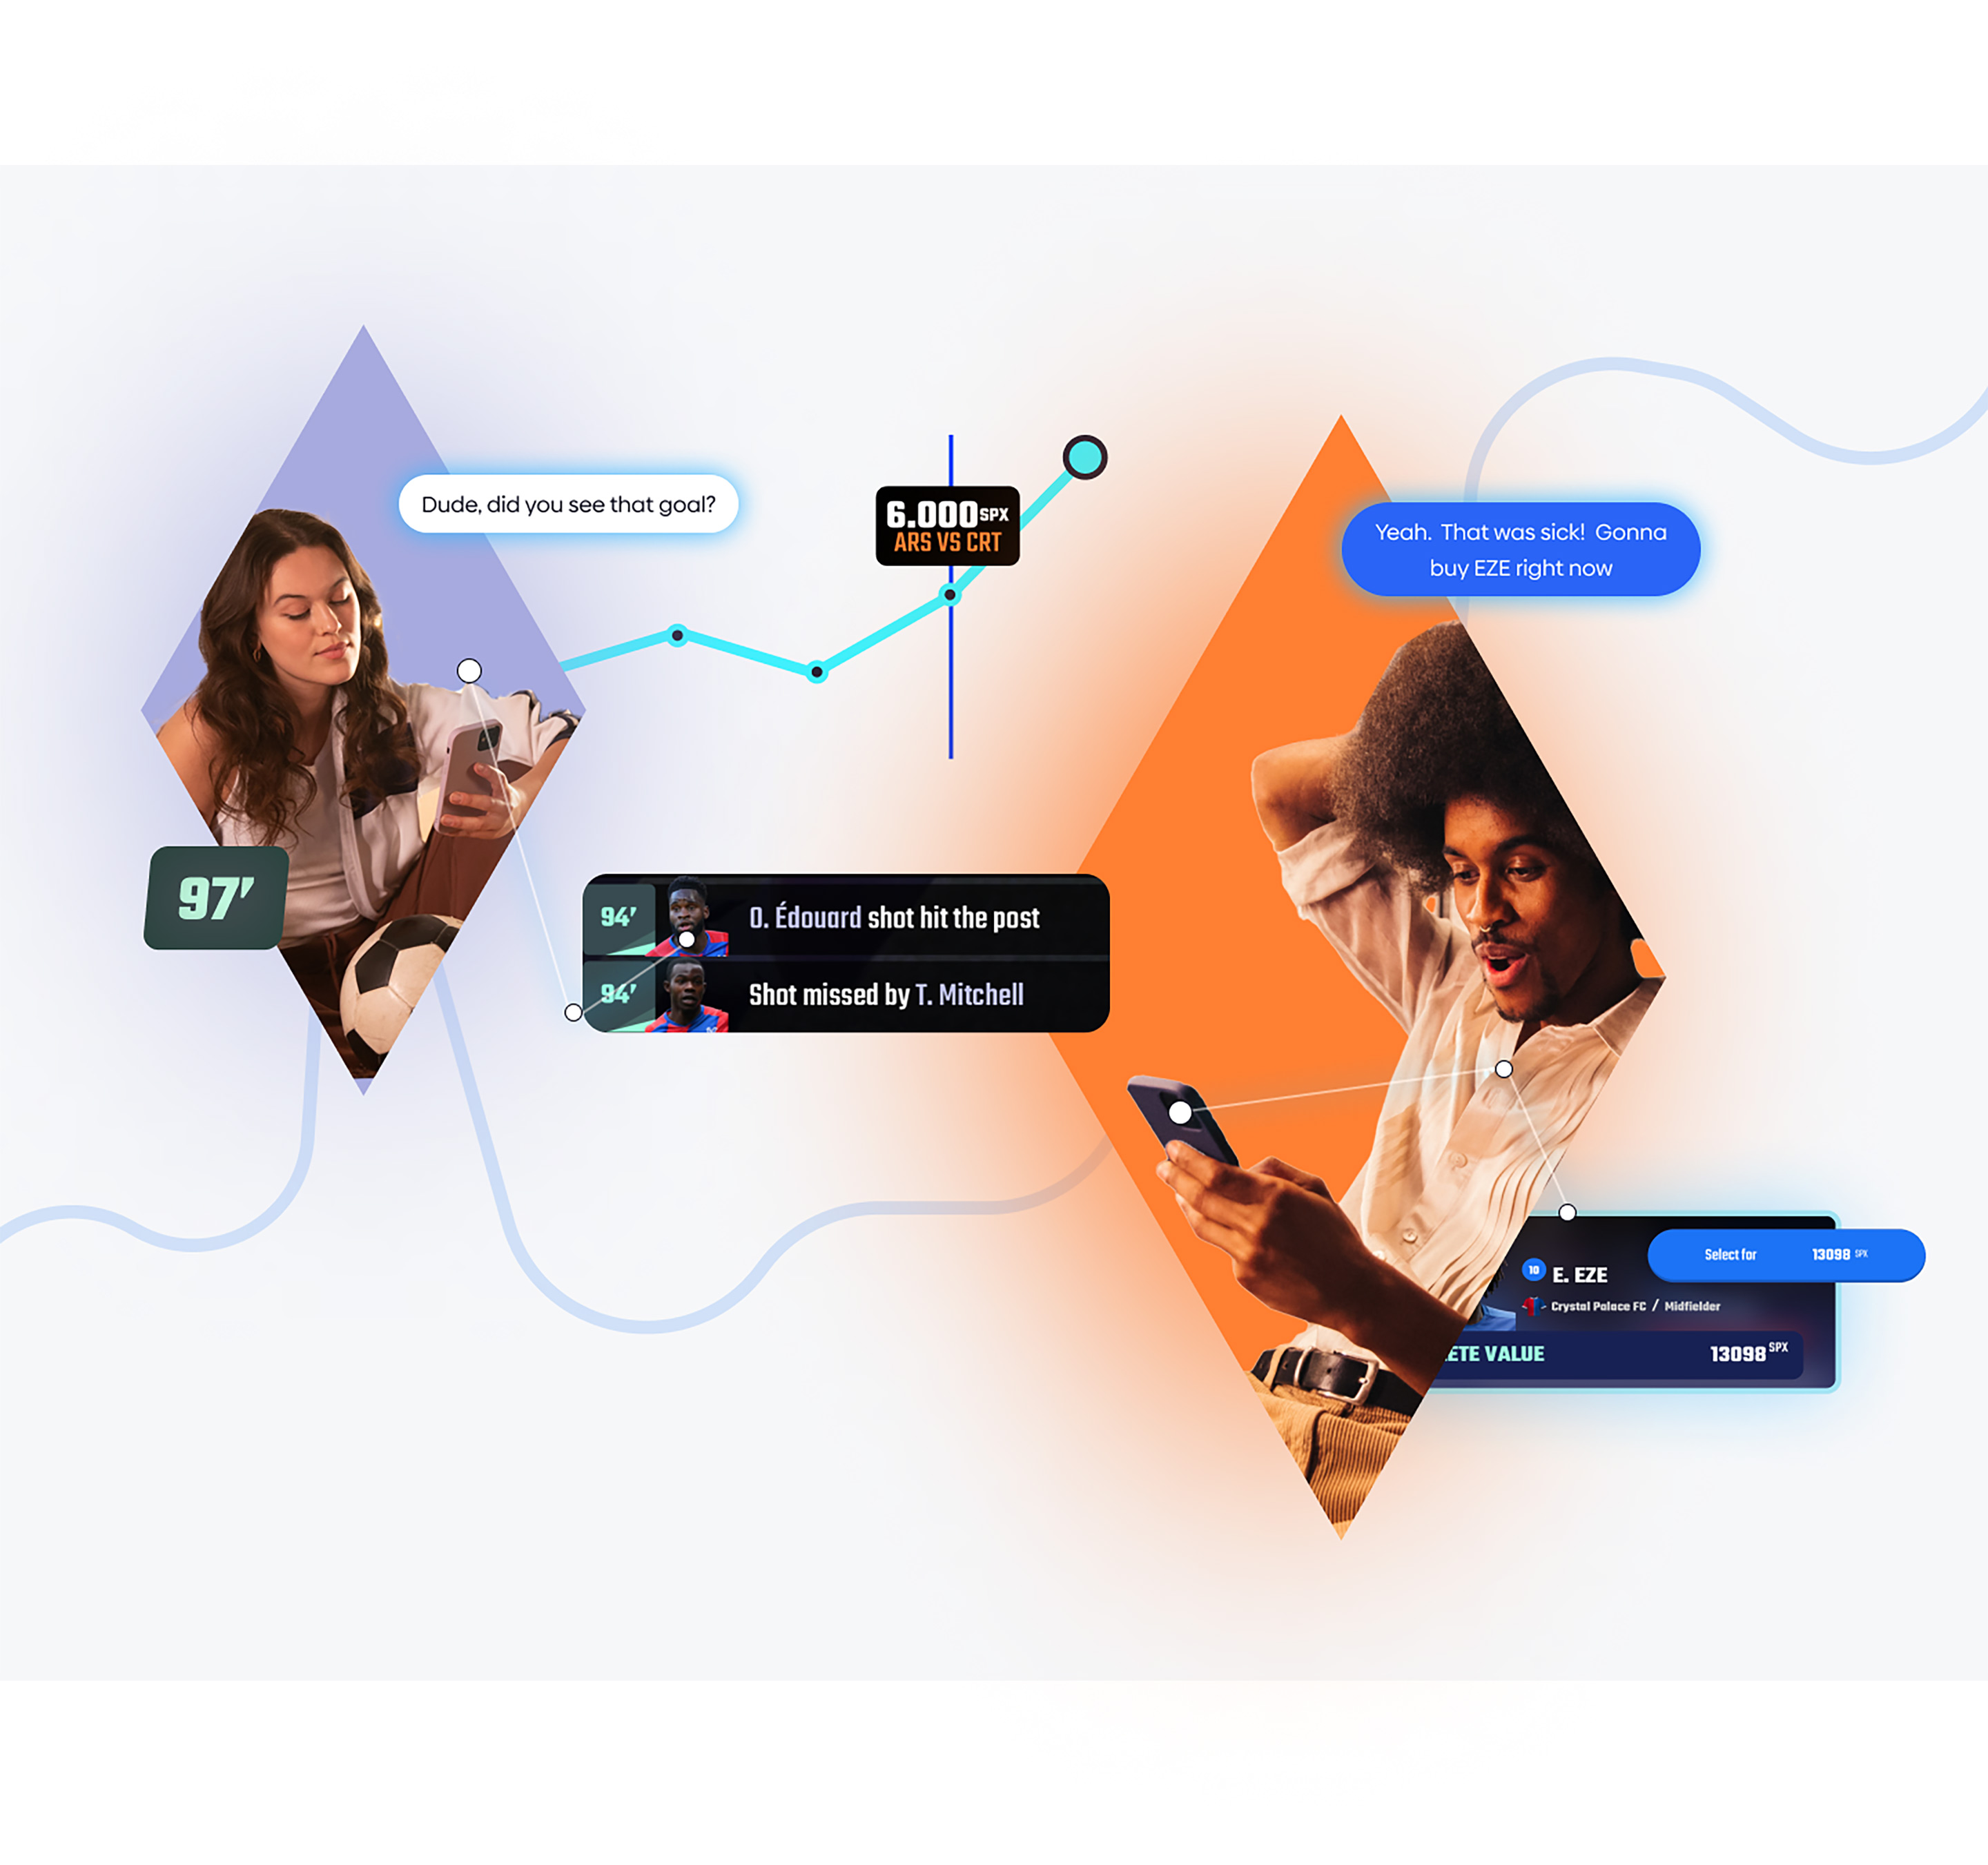 Dude, did you see that goal?
6.000 SPX
ARS VS CRT
Yeah. That was sick! Gonna
buy EZE right now
97'
94' O. Édouard shot hit the post
94' Shot missed by T. Mitchell
Select for 13098 SPX
10 E. EZE
Crystal Palace FC / Midfielder
ETE VALUE 13098 SPX